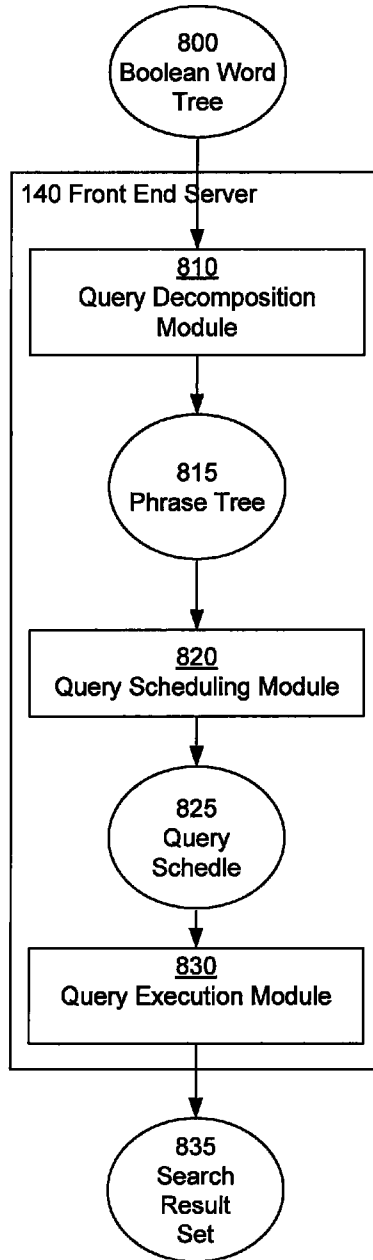 800
Boolean Word
Tree
140 Front End Server
810
Query Decomposition
Module
815
Phrase Tree
820
Query Scheduling Module
825
Query
Schedle
830
Query Execution Module
835
Search
Result
Set